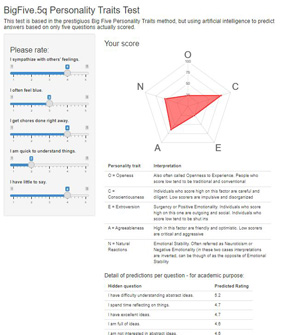 BigFive.5q Personality Traits Test
This test is based in the prestigious Big Five Personality Traits method, but using artificial intelligence to predict
answers based on only five questions actually scored.
Please rate:
I sympathise with others' feelings.
I often feel blue.
I get chores done right away.
I am quick to understand things.
I have little to say.
Your score
O
C
E
A
N
Personality trait Interpretation
O = Openess Also often called Openness to Experience. People who
score low tend to be traditional and conventional
C = Individuals who score high on this factor are careful and
Conscienciousness diligent. Low scorers are impulsive and disorganized
E = Extroversion Surgency or Positive Emotionality. Individuals who score
high on this one are outgoing and social. Individuals who
score low tend to be shut ins
A = Agreeableness High in this factor are friendly and optimistic. Low scorers
are critical and aggressive
N = Natural Emotional Stability. Often referred as Neuroticism or
Reactions Negative Emotionality (in these two cases interpretations
are inverted, can be though of as the opposite of Emotional
Stability
Detail of predictions per question - for academic purpose:
Hidden question Predicted Rating
I have difficulty understanding abstract ideas. 5.2
I spend time reflecting on things. 4.7
I have excellent ideas. 4.7
I am full of ideas. 4.8
I am not interested in abstract ideas. 4.8